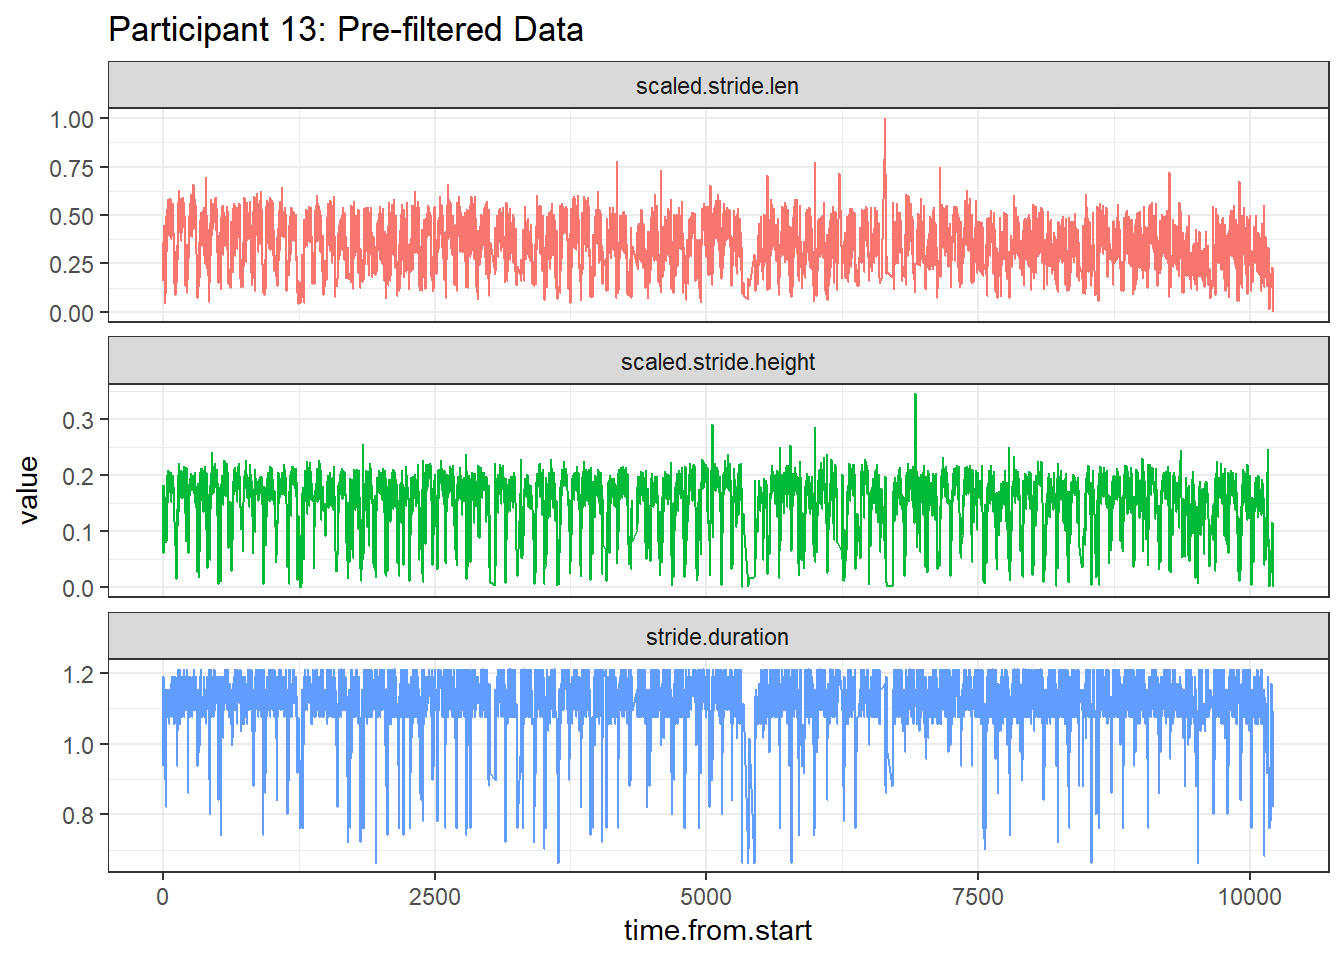 Participant 13: Pre-filtered Data
scaled.stride.len
1.00
0.75
0.50
0.25
0.00
scaled.stride.height
0.3
0.2
0.1
0.0
value
stride.duration
1.2
1.0
0.8
0 2500 5000 7500 10000
time.from.start